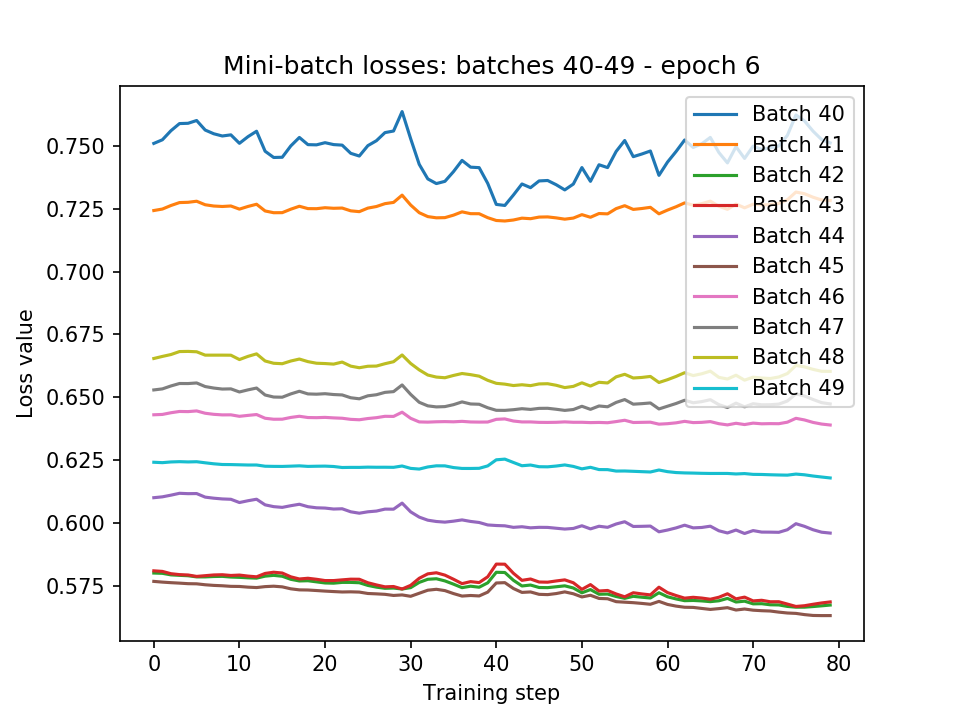 Mini-batch losses: batches 40-49 - epoch 6
Loss value
0.750
0.725
0.700
0.675
0.650
0.625
0.600
0.575
Batch 40
Batch 41
Batch 42
Batch 43
Batch 44
Batch 45
Batch 46
Batch 47
Batch 48
Batch 49
0 10 20 30 40 50 60 70 80
Training step